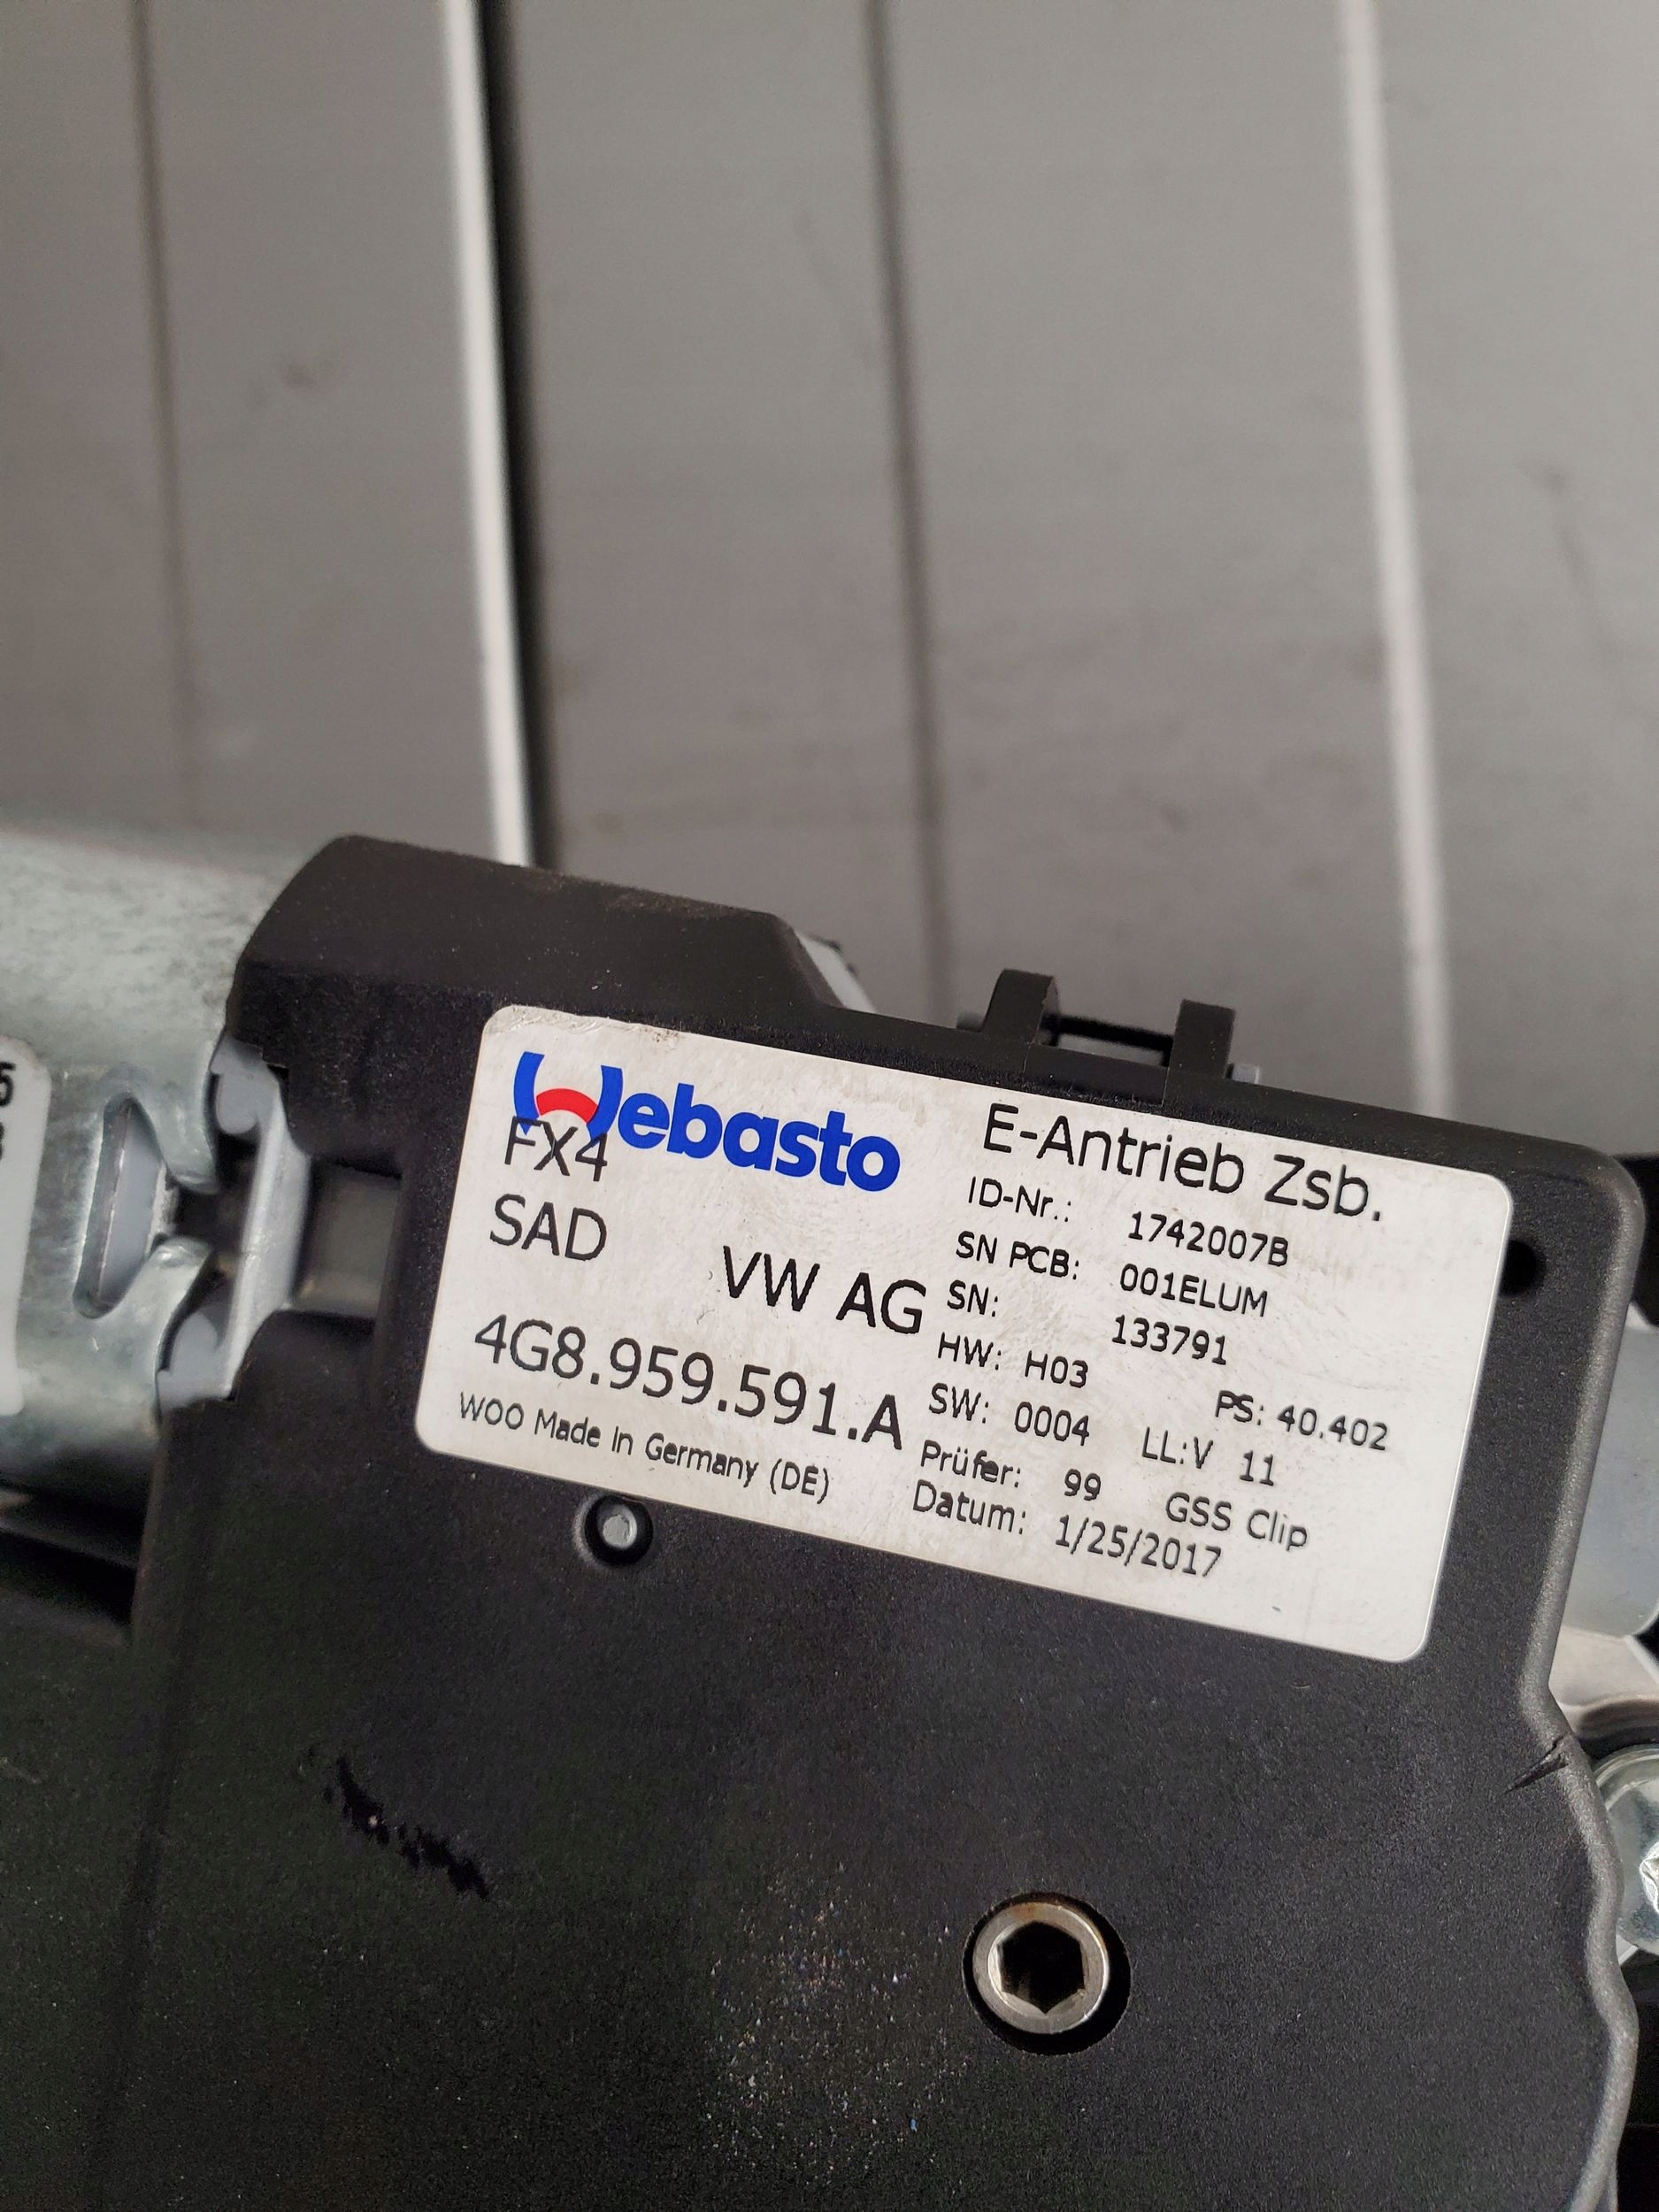 Webasto
FX4
SAD
VW AG
4G8.959.591.A
WOO Made in Germany (DE)
E-Antrieb Zsb.
ID-Nr.: 1742007B
SN PCB: 001ELUM
SN: 133791
HW: H03 PS: 40.402
SW: 0004 LL:V 11
Prüfer: 99 GSS Clip
Datum: 1/25/2017
5